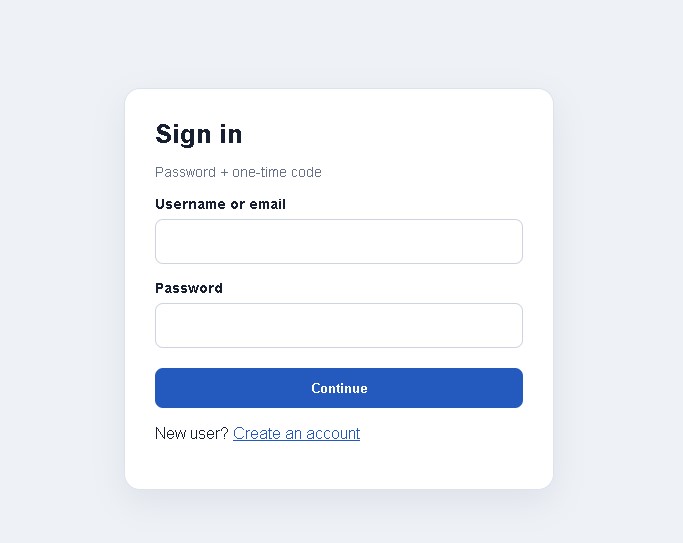 Sign in
Password + one-time code
Username or email
Password
Continue
New user? Create an account